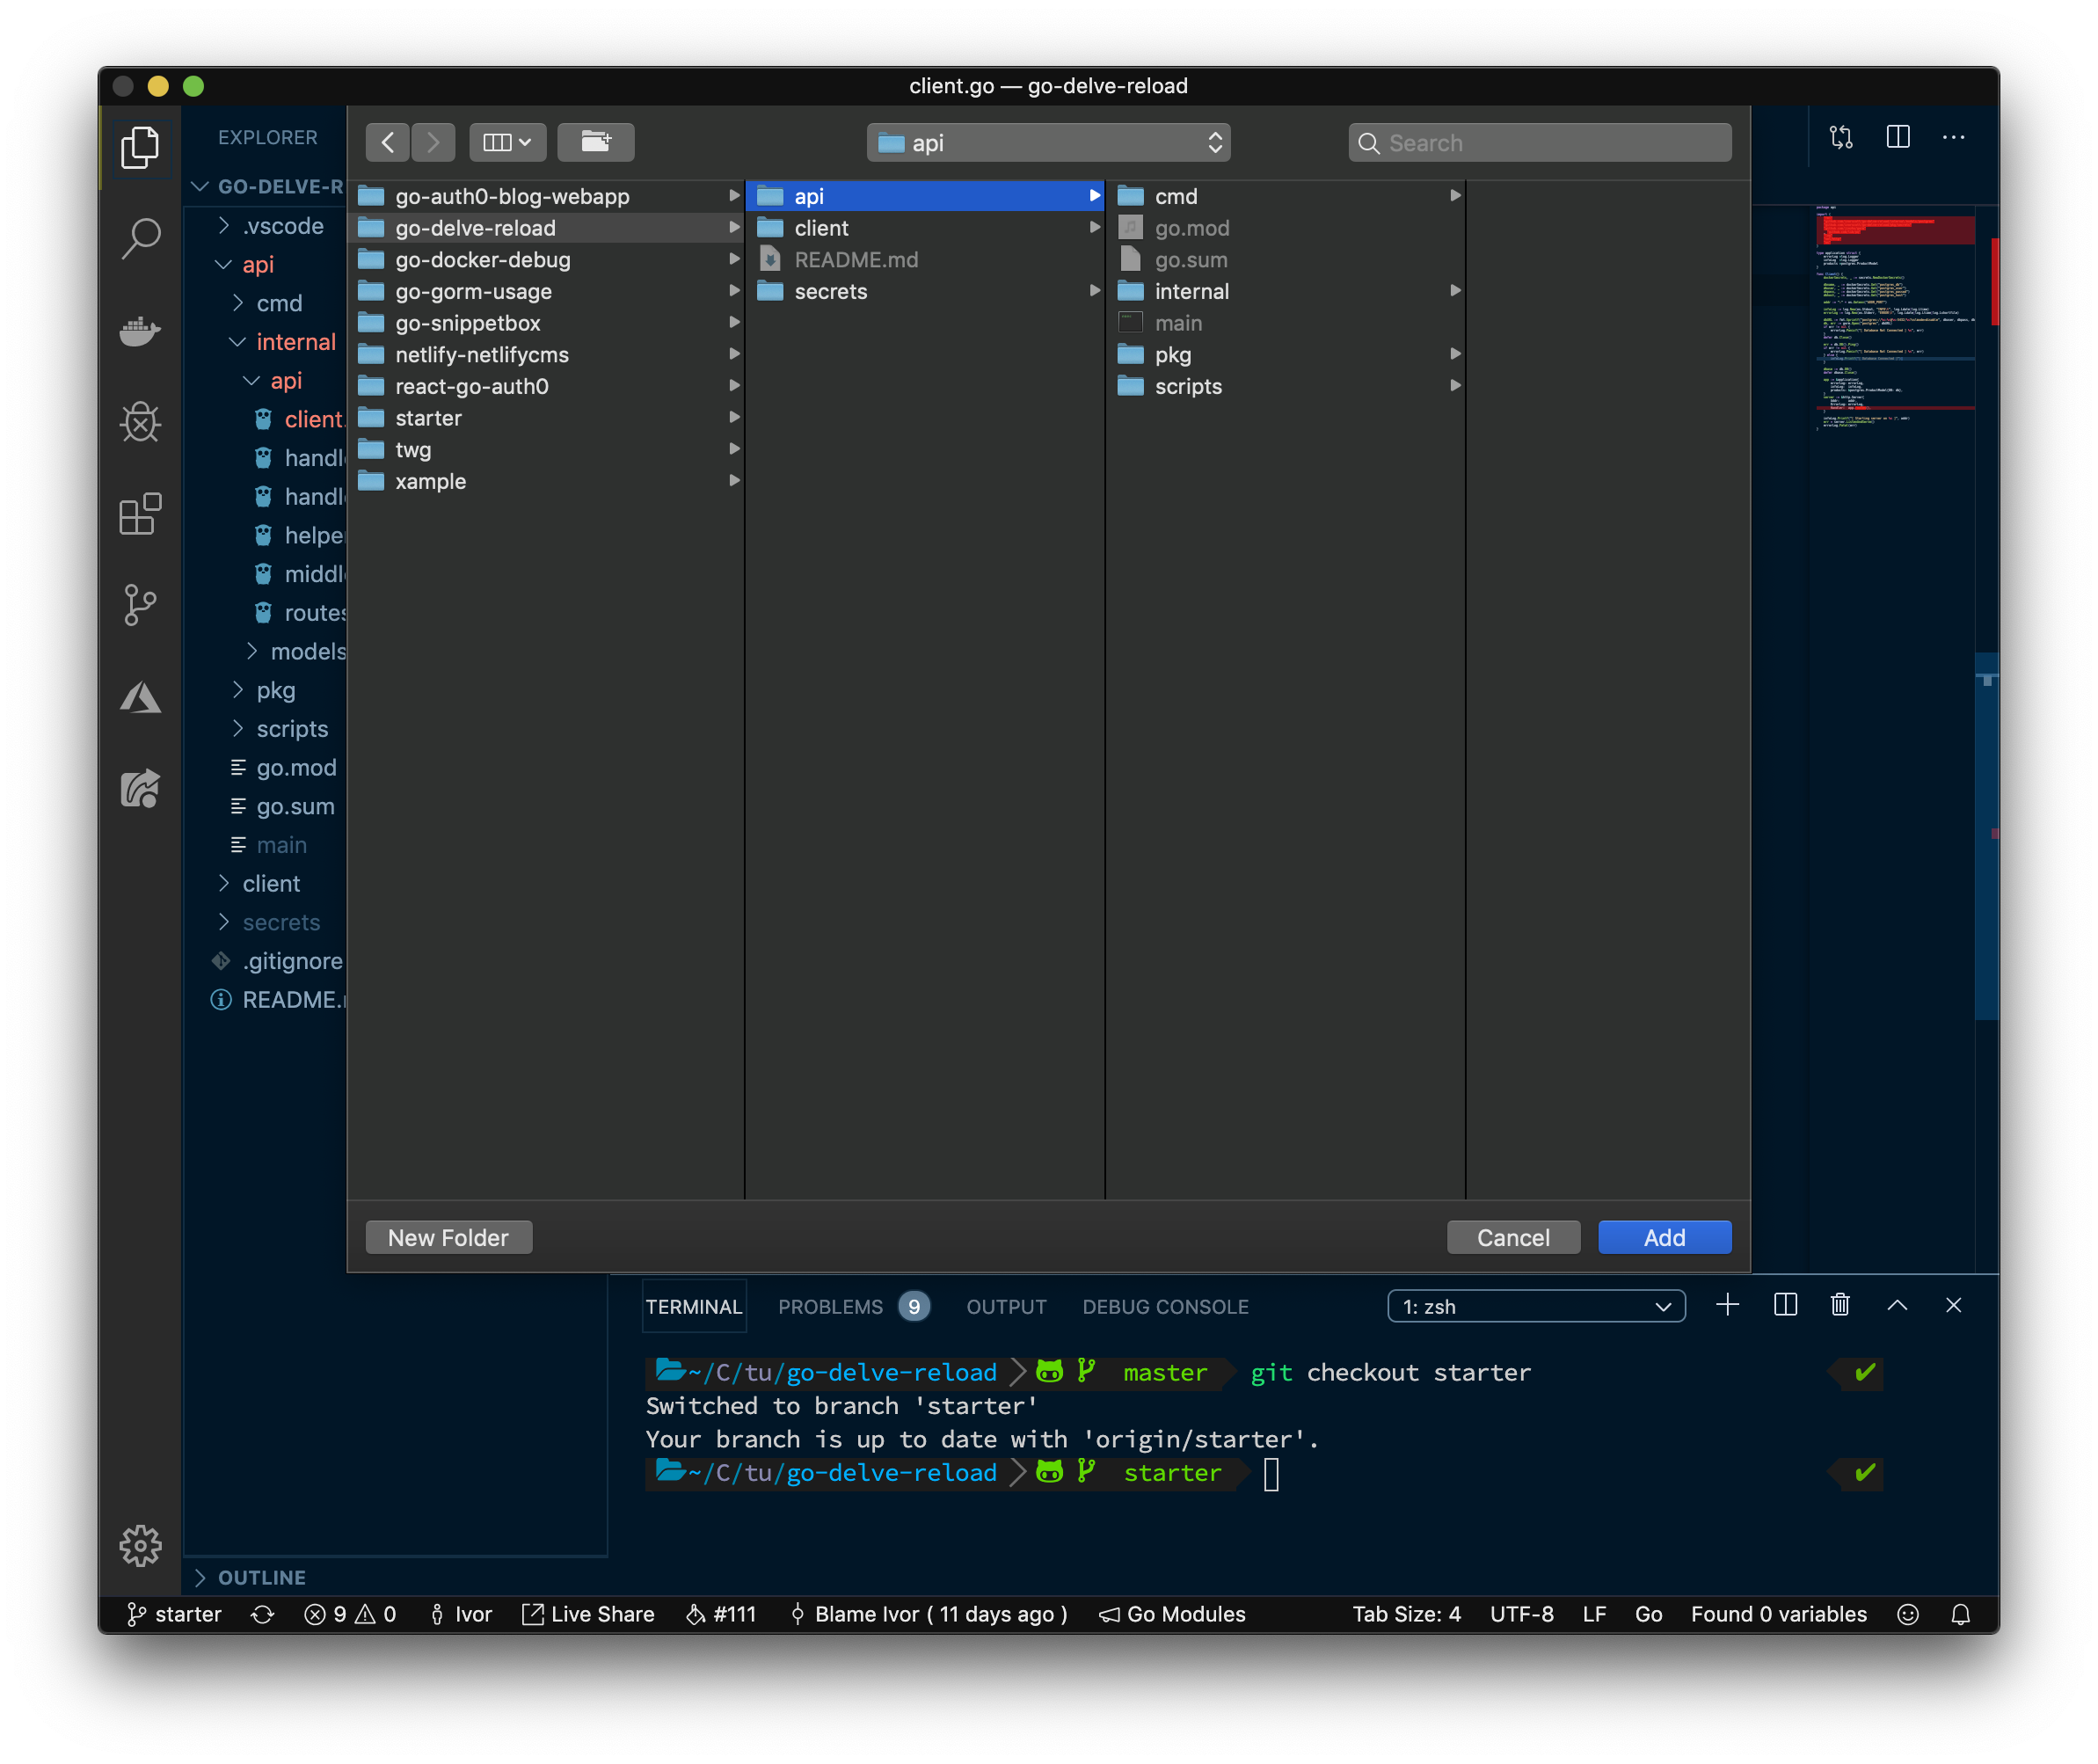 client.go — go-delve-reload
EXPLORER
GO-DELVE-R
.vscode
api
cmd
internal
api
client.
handle
handle
helper
middle
routes
models
pkg
scripts
go.mod
go.sum
main
client
secrets
.gitignore
README.
OUTLINE
api
Search
go-auth0-blog-webapp
go-delve-reload
go-docker-debug
go-gorm-usage
go-snippetbox
netlify-netlifycms
react-go-auth0
starter
twg
xample
api
client
README.md
secrets
cmd
go.mod
go.sum
internal
main
pkg
scripts
New Folder
Cancel
Add
TERMINAL
PROBLEMS 9
OUTPUT
DEBUG CONSOLE
1: zsh
~/C/tu/go-delve-reload master git checkout starter ✔
Switched to branch 'starter'
Your branch is up to date with 'origin/starter'.
~/C/tu/go-delve-reload starter ✔
starter 9 0 Ivor Live Share #111 Blame Ivor ( 11 days ago ) Go Modules Tab Size: 4 UTF-8 LF Go Found 0 variables